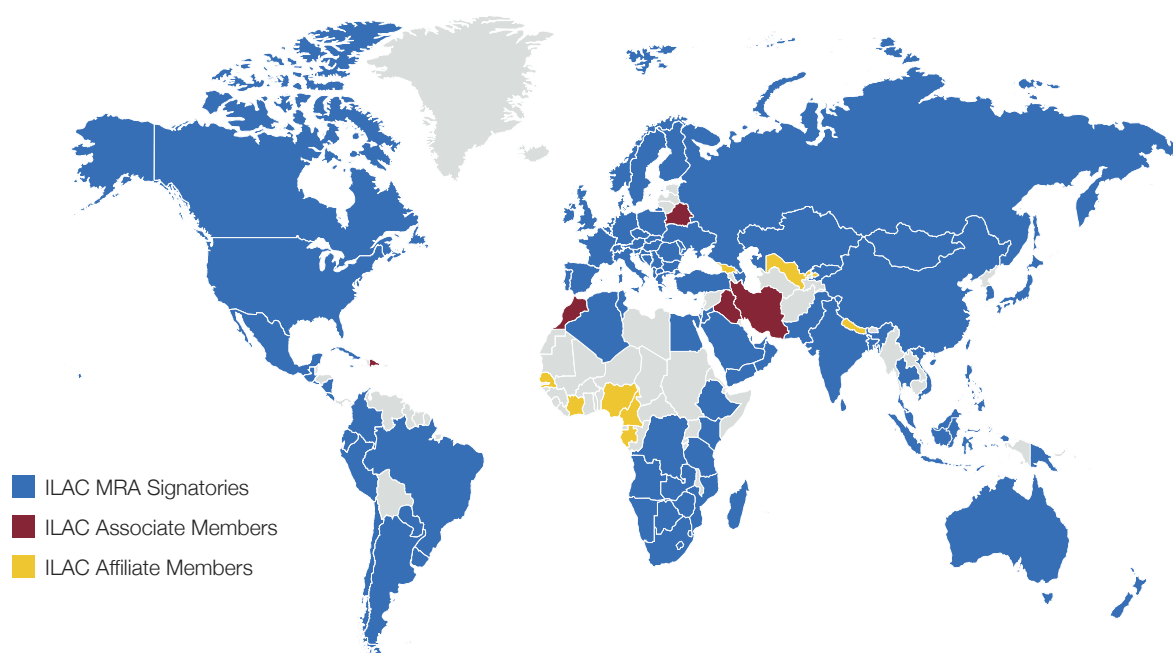 ILAC MRA Signatories
ILAC Associate Members
ILAC Affiliate Members